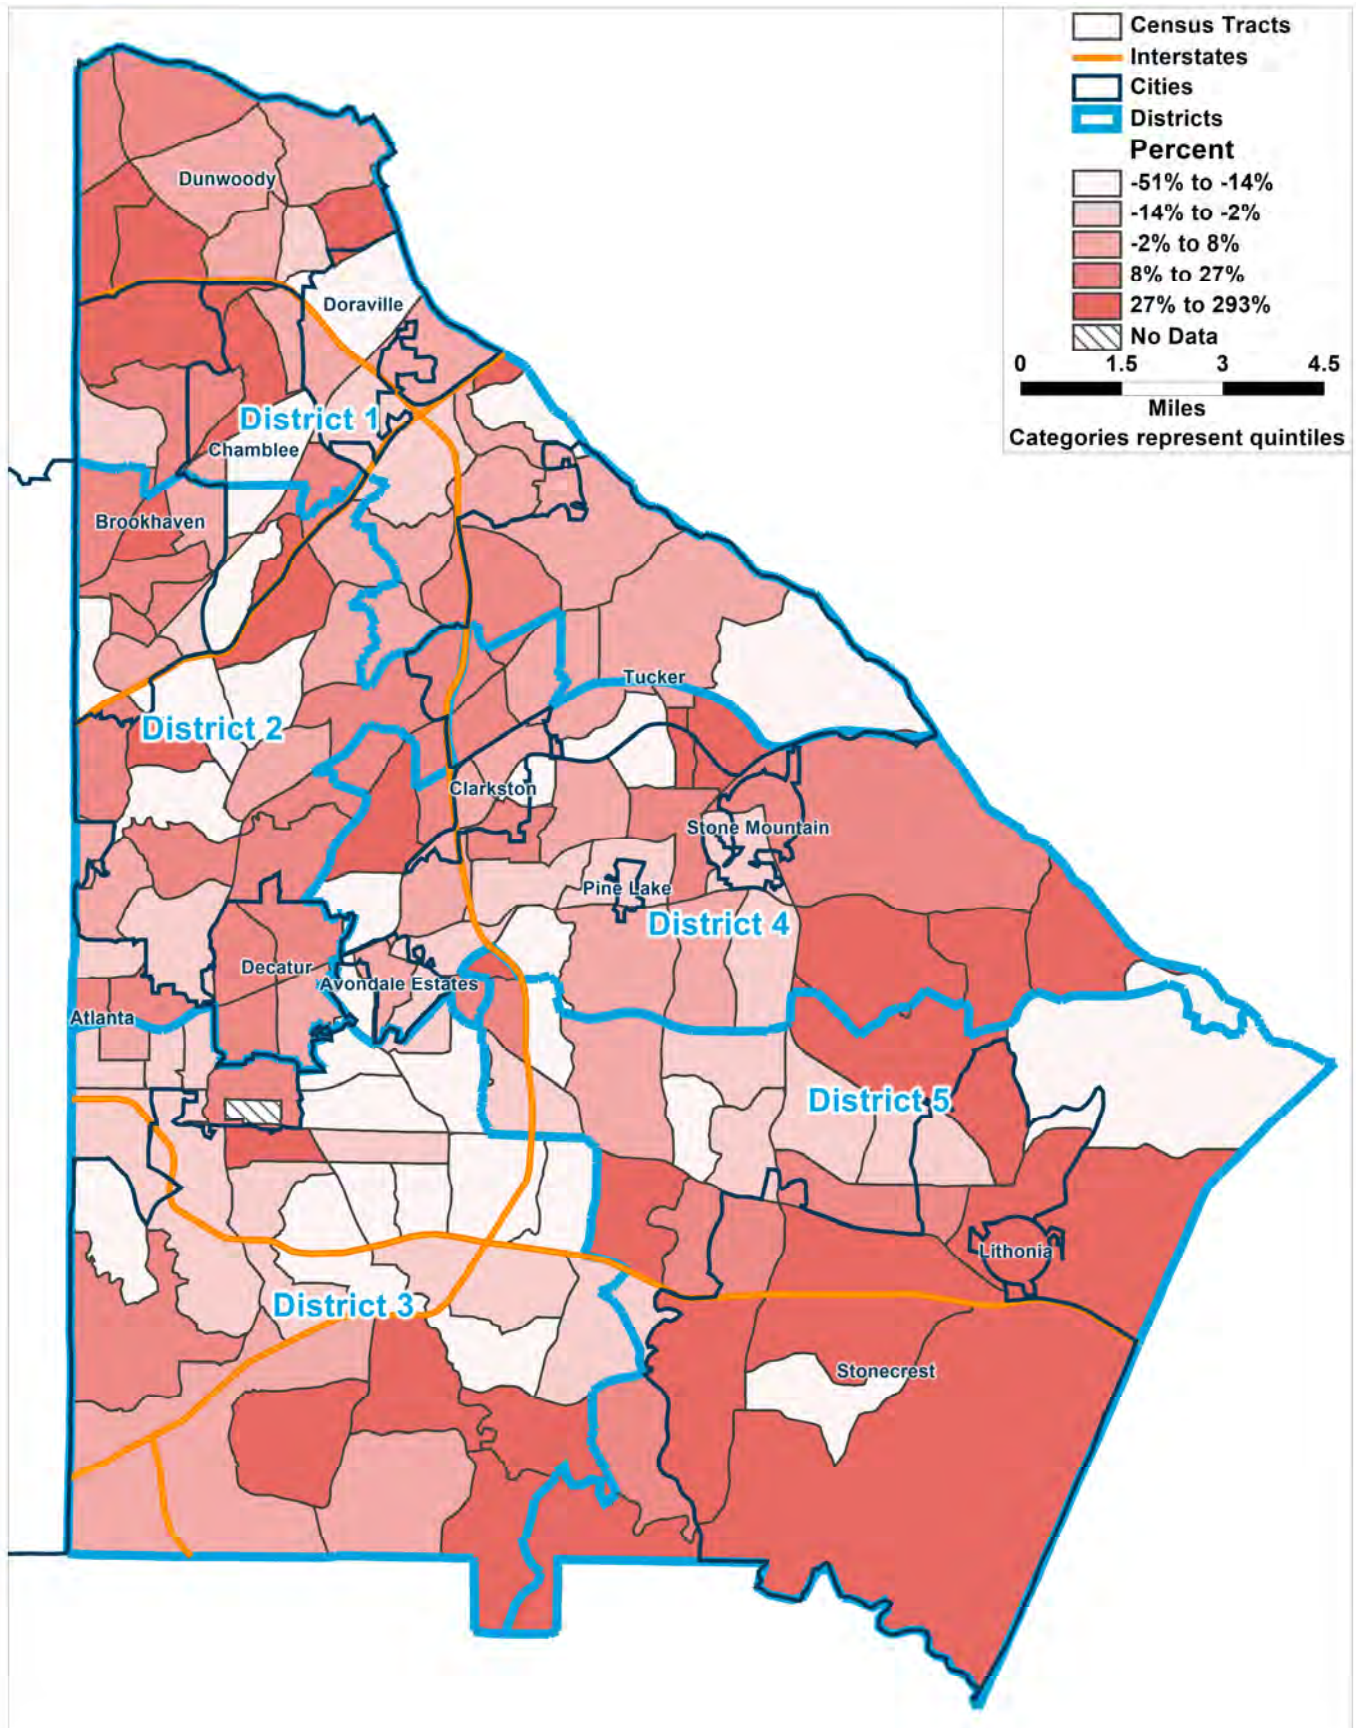 Census Tracts
Interstates
Cities
Districts
Percent
-51% to -14%
-14% to -2%
-2% to 8%
8% to 27%
27% to 293%
No Data
0 1.5 3 4.5
Miles
Categories represent quintiles
Dunwoody
Doraville
District 1
Chamblee
Brookhaven
Tucker
District 2
Clarkston
Stone Mountain
Pine Lake
District 4
Decatur
Avondale Estates
Atlanta
District 5
Lithonia
District 3
Stonecrest